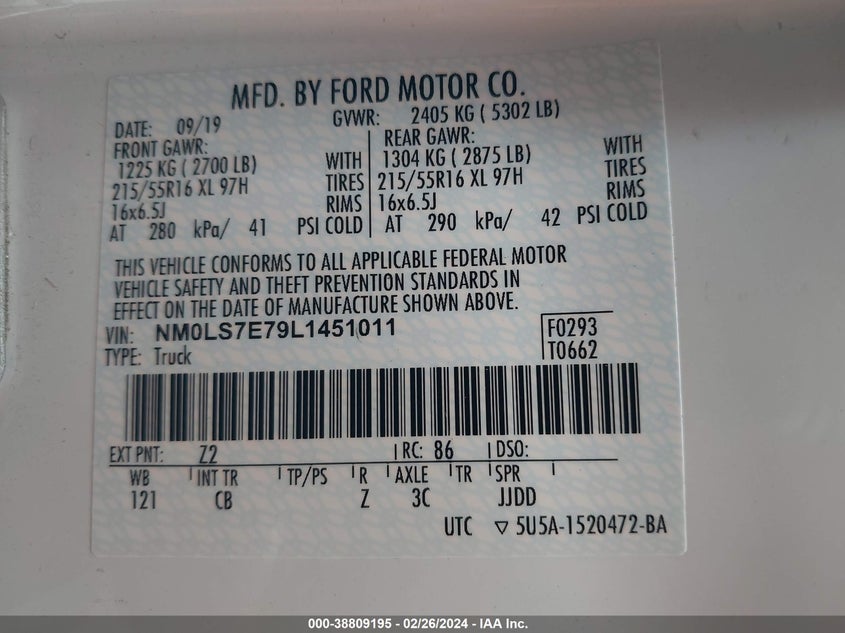 MFD. BY FORD MOTOR CO.
DATE: 09/19 GVWR: 2405 KG ( 5302 LB)
FRONT GAWR: REAR GAWR:
1225 KG ( 2700 LB) WITH 1304 KG ( 2875 LB) WITH
215/55R16 XL 97H TIRES 215/55R16 XL 97H TIRES
16x6.5J RIMS 16x6.5J RIMS
AT 280 kPa/ 41 PSI COLD AT 290 kPa/ 42 PSI COLD
THIS VEHICLE CONFORMS TO ALL APPLICABLE FEDERAL MOTOR
VEHICLE SAFETY AND THEFT PREVENTION STANDARDS IN
EFFECT ON THE DATE OF MANUFACTURE SHOWN ABOVE.
VIN: NM0LS7E79L1451011 F0293
TYPE: Truck T0662
EXT PNT: Z2 RC: 86 DSO:
WB INT TR TP/PS R AXLE TR SPR
121 CB Z 3C JJDD
UTC ▽ 5U5A-1520472-BA
000-38809195 - 02/26/2024 - IAA Inc.